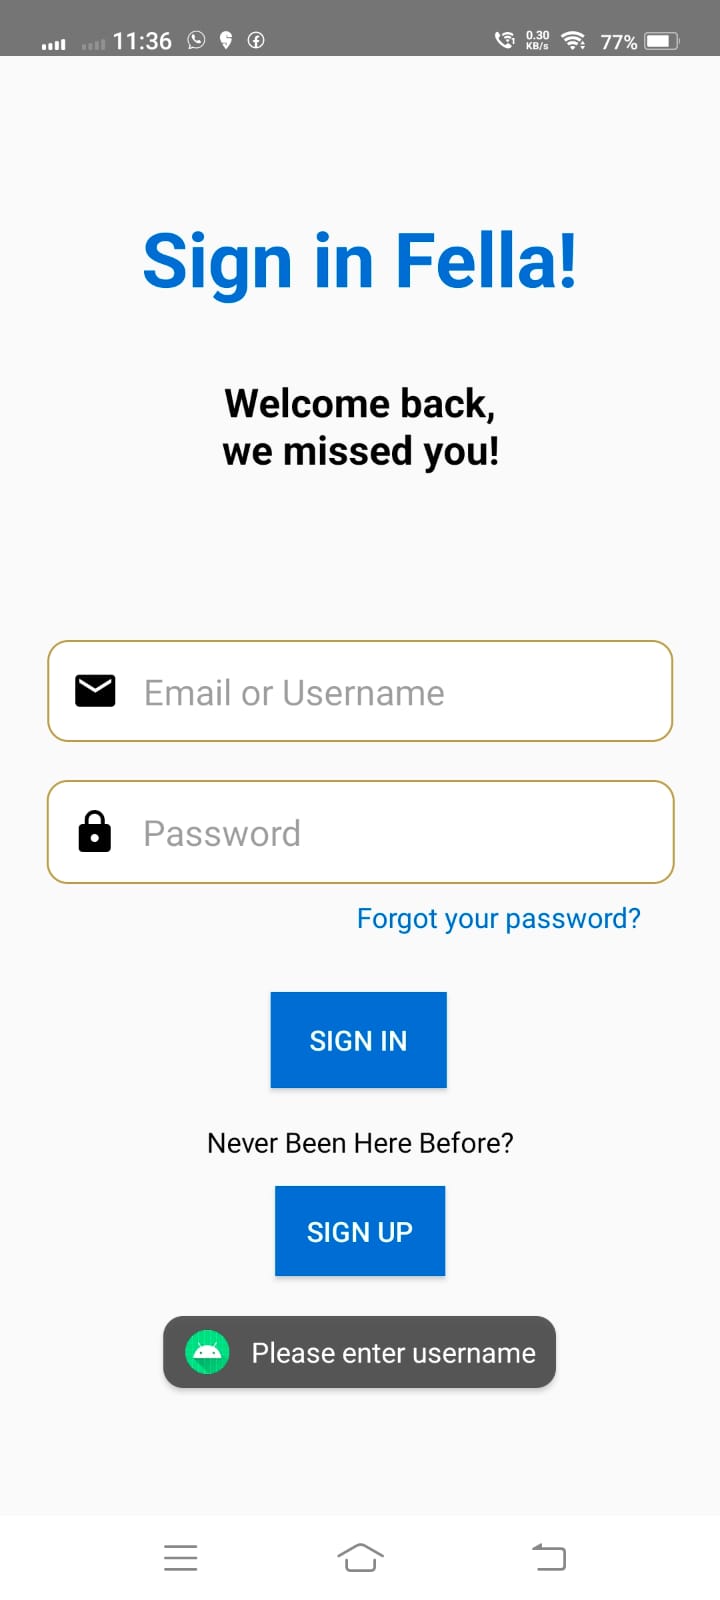 11:36
0.30
KB/s
77%
Sign in Fella!
Welcome back,
we missed you!
Email or Username
Password
Forgot your password?
SIGN IN
Never Been Here Before?
SIGN UP
Please enter username